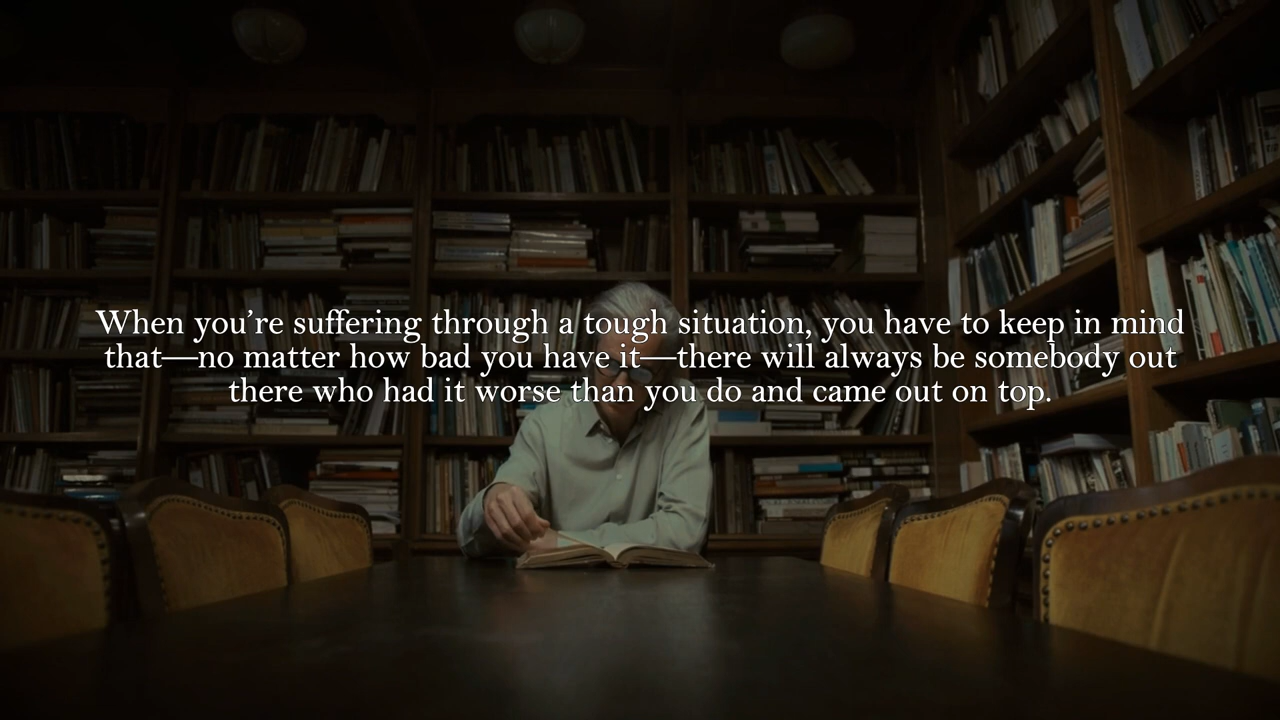 When you’re suffering through a tough situation, you have to keep in mind
that—no matter how bad you have it—there will always be somebody out
there who had it worse than you do and came out on top.